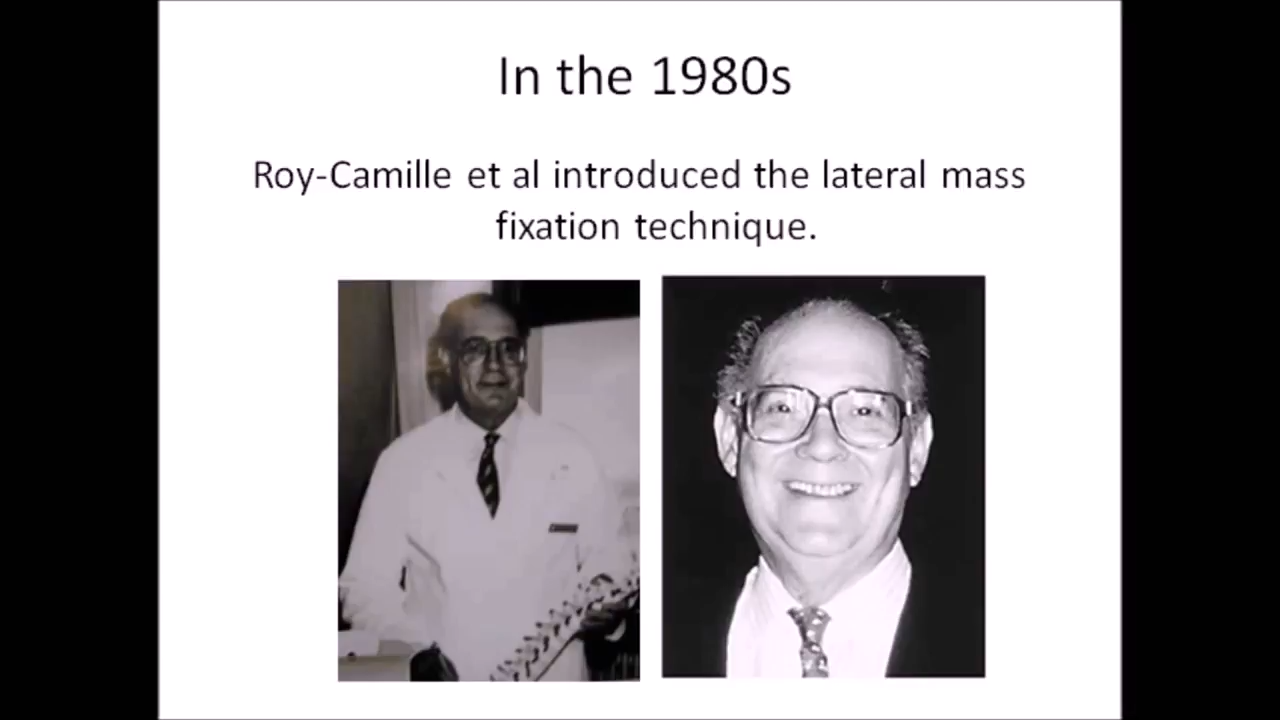 In the 1980s
Roy-Camille et al introduced the lateral mass
fixation technique.